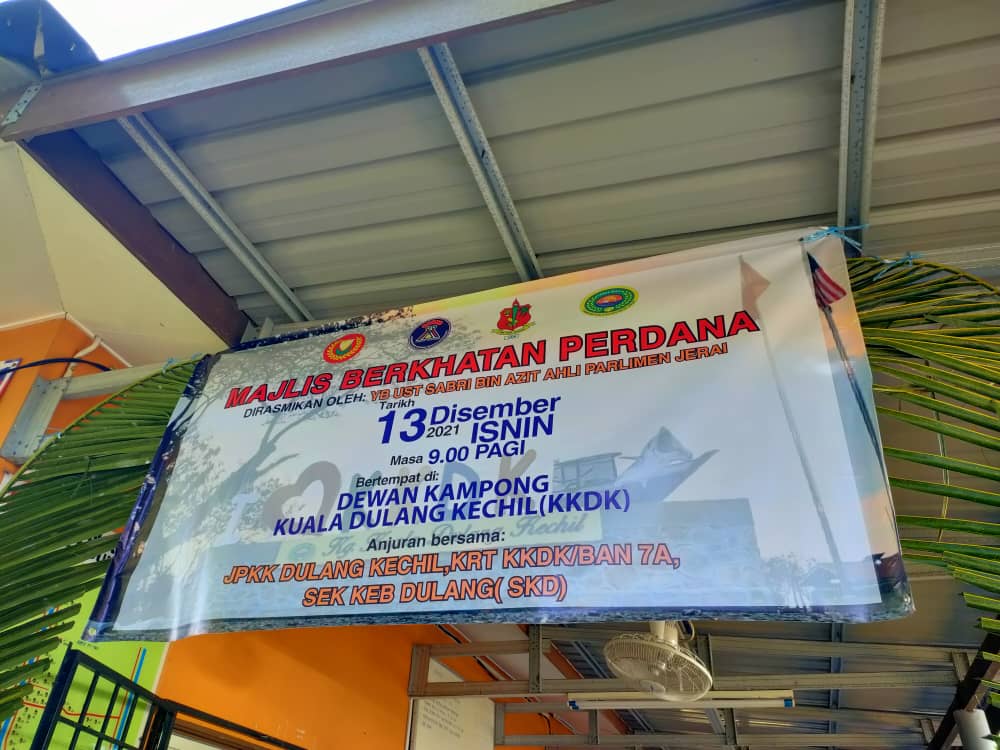 MAJLIS BERKHATAN PERDANA
DIRASMIKAN OLEH: YB UST SABRI BIN AZIT AHLI PARLIMEN JERAI
Tarikh
13 Disember
2021 ISNIN
Masa 9.00 PAGI
Bertempat di:
DEWAN KAMPONG
KUALA DULANG KECHIL(KKDK)
Kechil
Anjuran bersama:
JPKK DULANG KECHIL,KRT KKDK/BAN 7A,
SEK KEB DULANG( SKD)